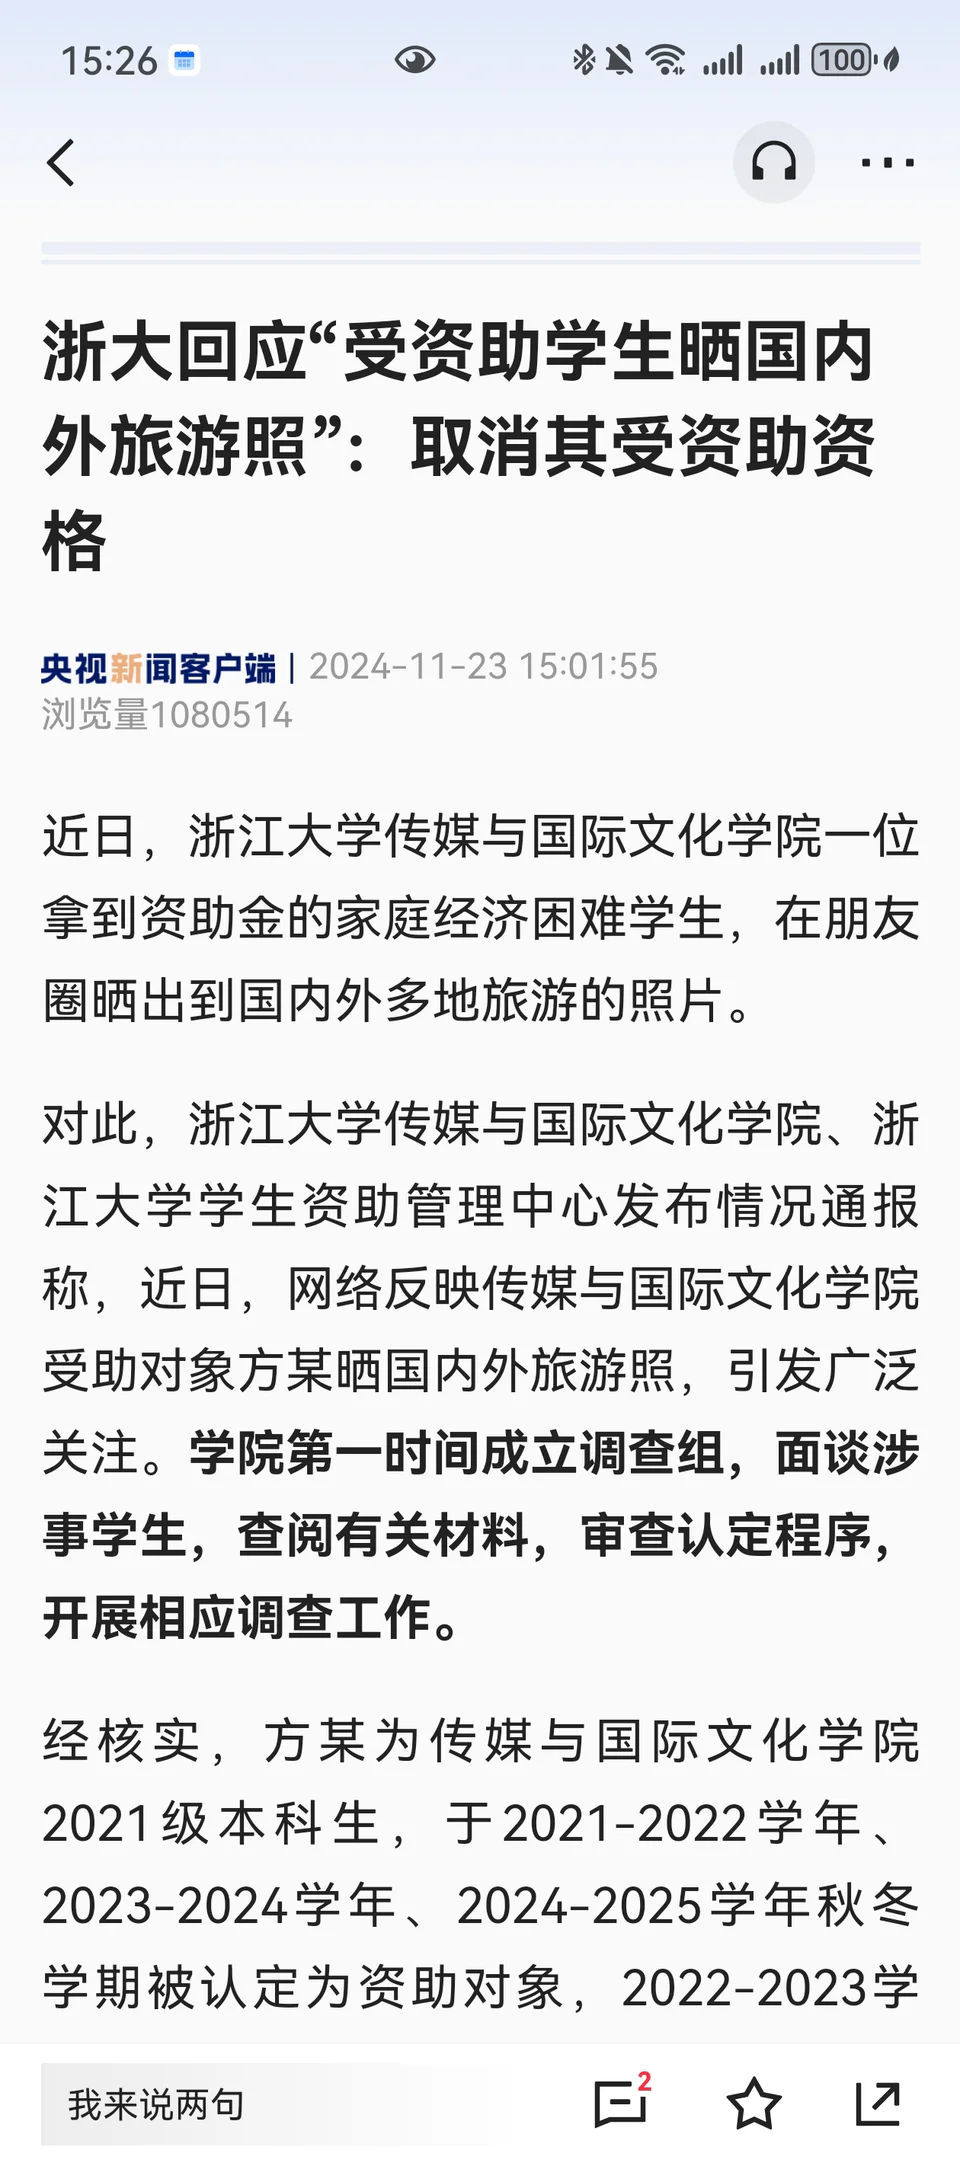 15:26
100
浙大回应“受资助学生晒国内
外旅游照”：取消其受资助资
格
央视新闻客户端 | 2024-11-23 15:01:55
浏览量1080514
近日，浙江大学传媒与国际文化学院一位
拿到资助金的家庭经济困难学生，在朋友
圈晒出到国内外多地旅游的照片。
对此，浙江大学传媒与国际文化学院、浙
江大学学生资助管理中心发布情况通报
称，近日，网络反映传媒与国际文化学院
受助对象方某晒国内外旅游照，引发广泛
关注。学院第一时间成立调查组，面谈涉
事学生，查阅有关材料，审查认定程序，
开展相应调查工作。
经核实，方某为传媒与国际文化学院
2021级本科生，于2021-2022学年、
2023-2024学年、2024-2025学年秋冬
学期被认定为资助对象，2022-2023学
我来说两句
2